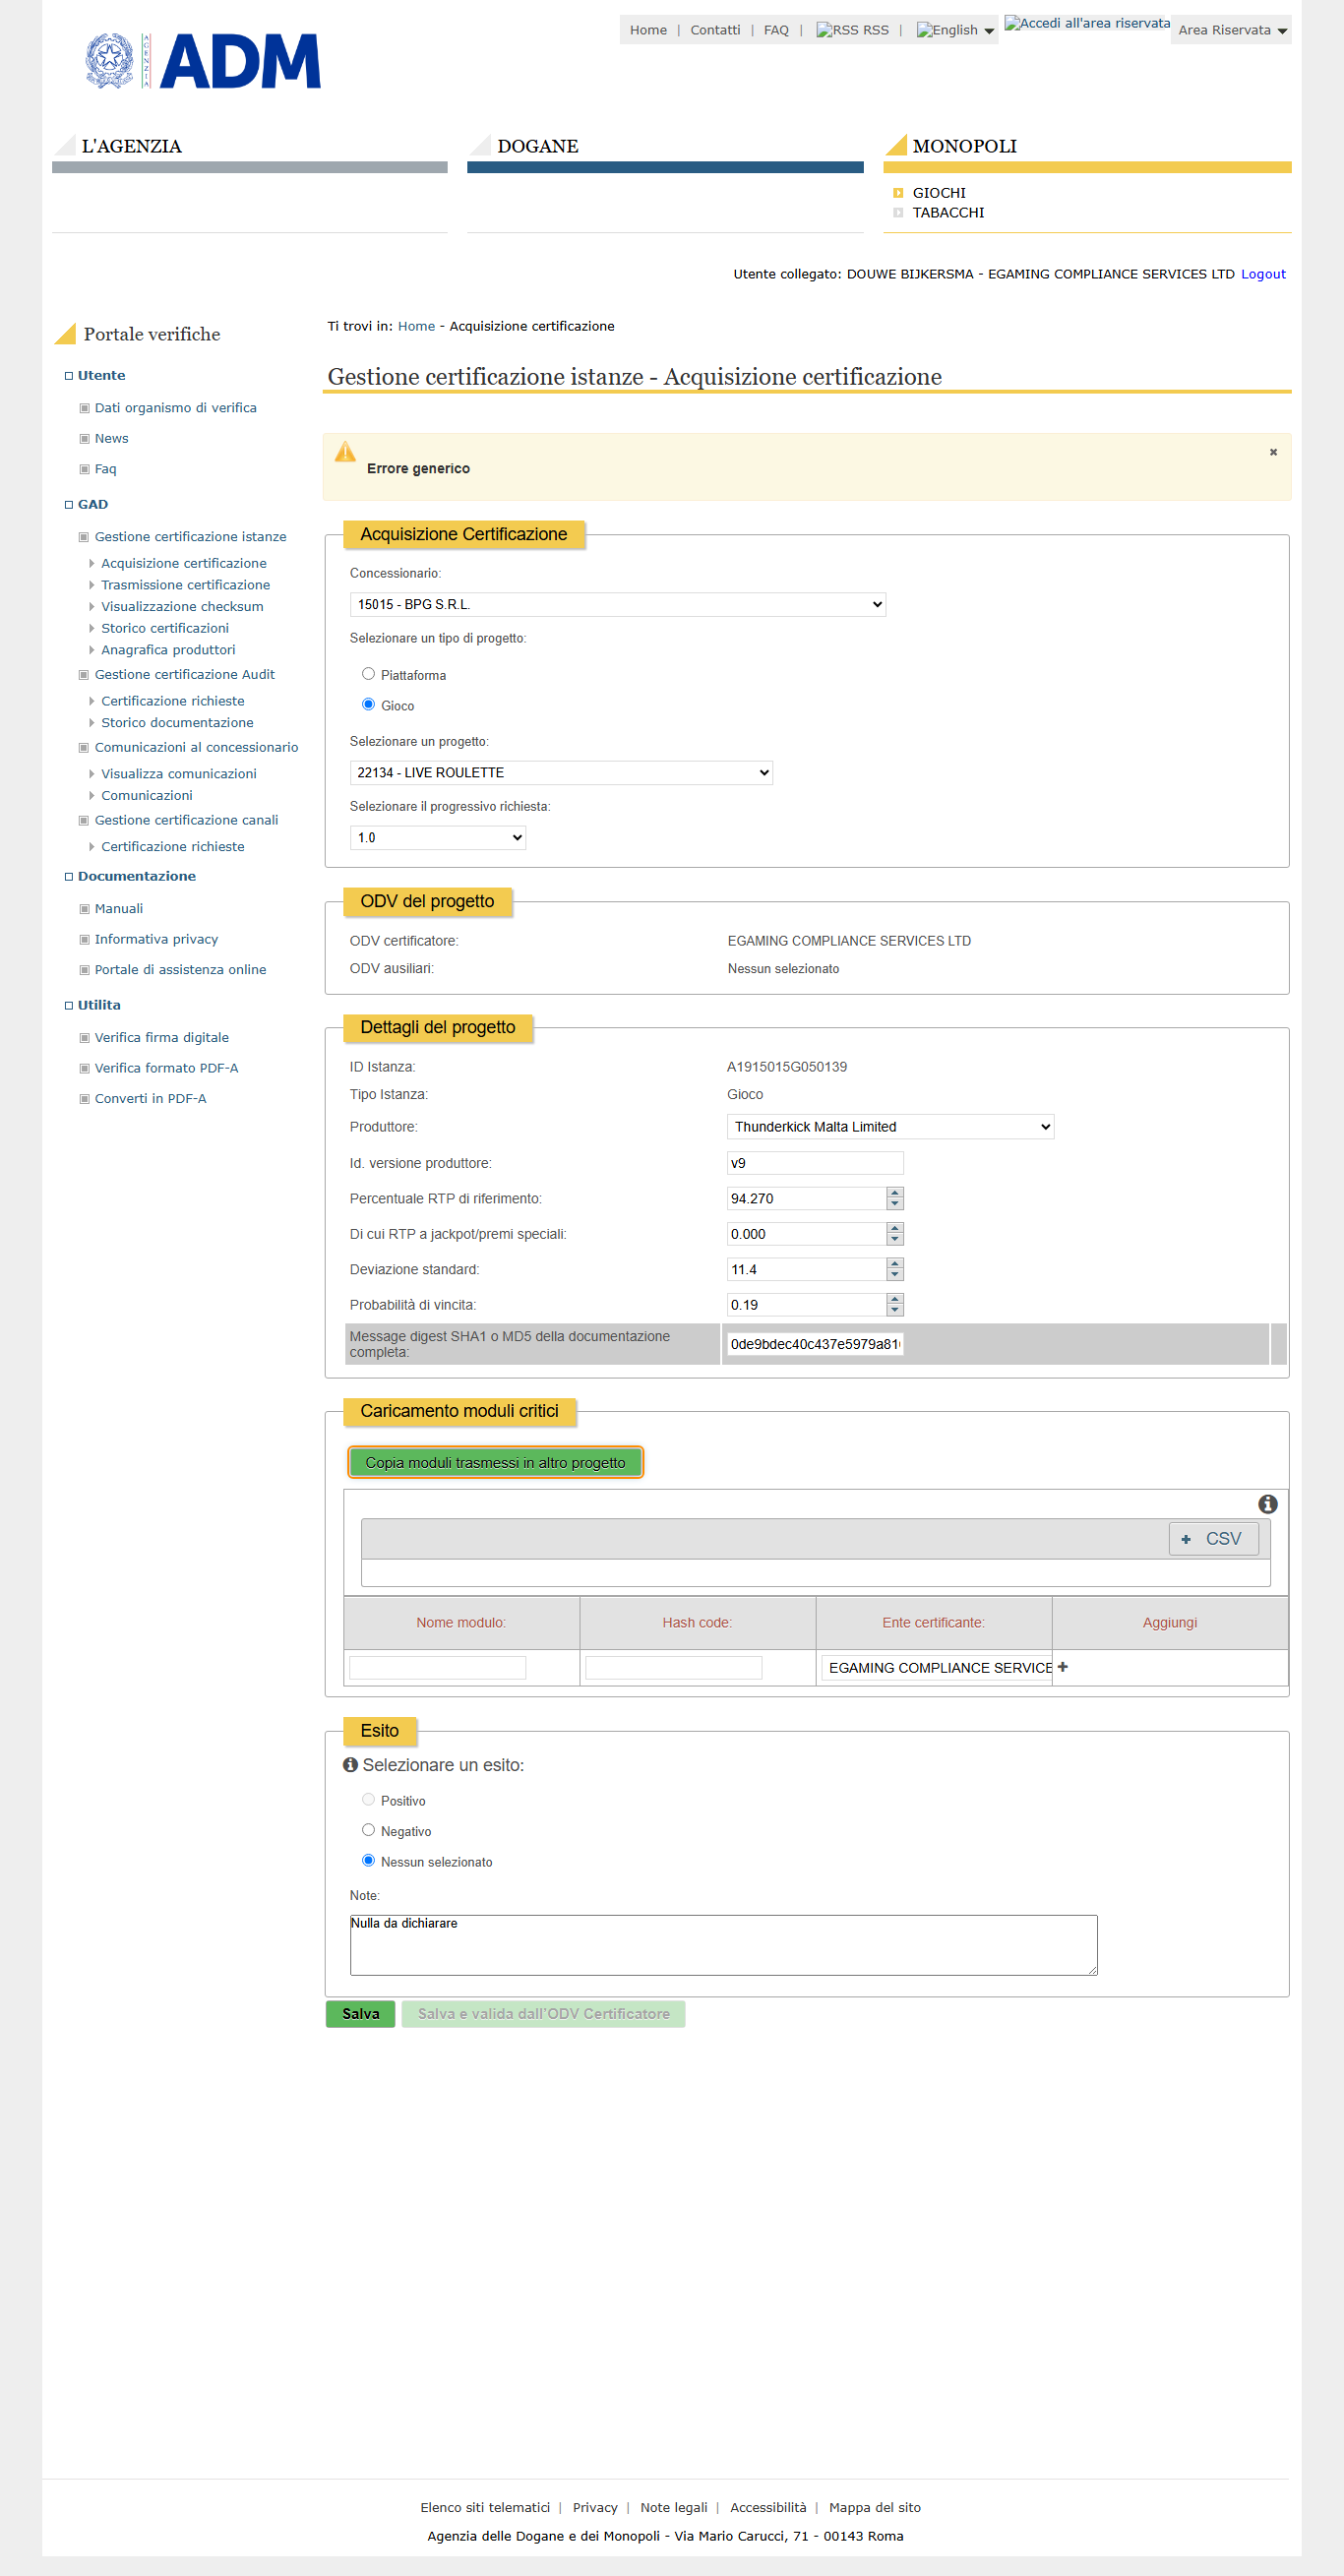 AGENZIA
ADM
Home | Contatti | FAQ | RSS RSS | English
Accedi all'area riservata
Area Riservata
L'AGENZIA
DOGANE
MONOPOLI
GIOCHI
TABACCHI
Utente collegato: DOUWE BIJKERSMA - EGAMING COMPLIANCE SERVICES LTD Logout
Portale verifiche
Utente
Dati organismo di verifica
News
Faq
GAD
Gestione certificazione istanze
Acquisizione certificazione
Trasmissione certificazione
Visualizzazione checksum
Storico certificazioni
Anagrafica produttori
Gestione certificazione Audit
Certificazione richieste
Storico documentazione
Comunicazioni al concessionario
Visualizza comunicazioni
Comunicazioni
Gestione certificazione canali
Certificazione richieste
Documentazione
Manuali
Informativa privacy
Portale di assistenza online
Utilita
Verifica firma digitale
Verifica formato PDF-A
Converti in PDF-A
Ti trovi in: Home - Acquisizione certificazione
Gestione certificazione istanze - Acquisizione certificazione
Errore generico
Acquisizione Certificazione
Concessionario:
15015 - BPG S.R.L.
Selezionare un tipo di progetto:
Piattaforma
Gioco
Selezionare un progetto:
22134 - LIVE ROULETTE
Selezionare il progressivo richiesta:
1.0
ODV del progetto
ODV certificatore: EGAMING COMPLIANCE SERVICES LTD
ODV ausiliari: Nessun selezionato
Dettagli del progetto
ID Istanza: A1915015G050139
Tipo Istanza: Gioco
Produttore: Thunderkick Malta Limited
Id. versione produttore: v9
Percentuale RTP di riferimento: 94.270
Di cui RTP a jackpot/premi speciali: 0.000
Deviazione standard: 11.4
Probabilità di vincita: 0.19
Message digest SHA1 o MD5 della documentazione
completa:
0de9bdec40c437e5979a81
Caricamento moduli critici
Copia moduli trasmessi in altro progetto
CSV
Nome modulo: Hash code: Ente certificante: Aggiungi
EGAMING COMPLIANCE SERVICE
Esito
Selezionare un esito:
Positivo
Negativo
Nessun selezionato
Note:
Nulla da dichiarare
Salva Salva e valida dall'ODV Certificatore
Elenco siti telematici | Privacy | Note legali | Accessibilità | Mappa del sito
Agenzia delle Dogane e dei Monopoli - Via Mario Carucci, 71 - 00143 Roma